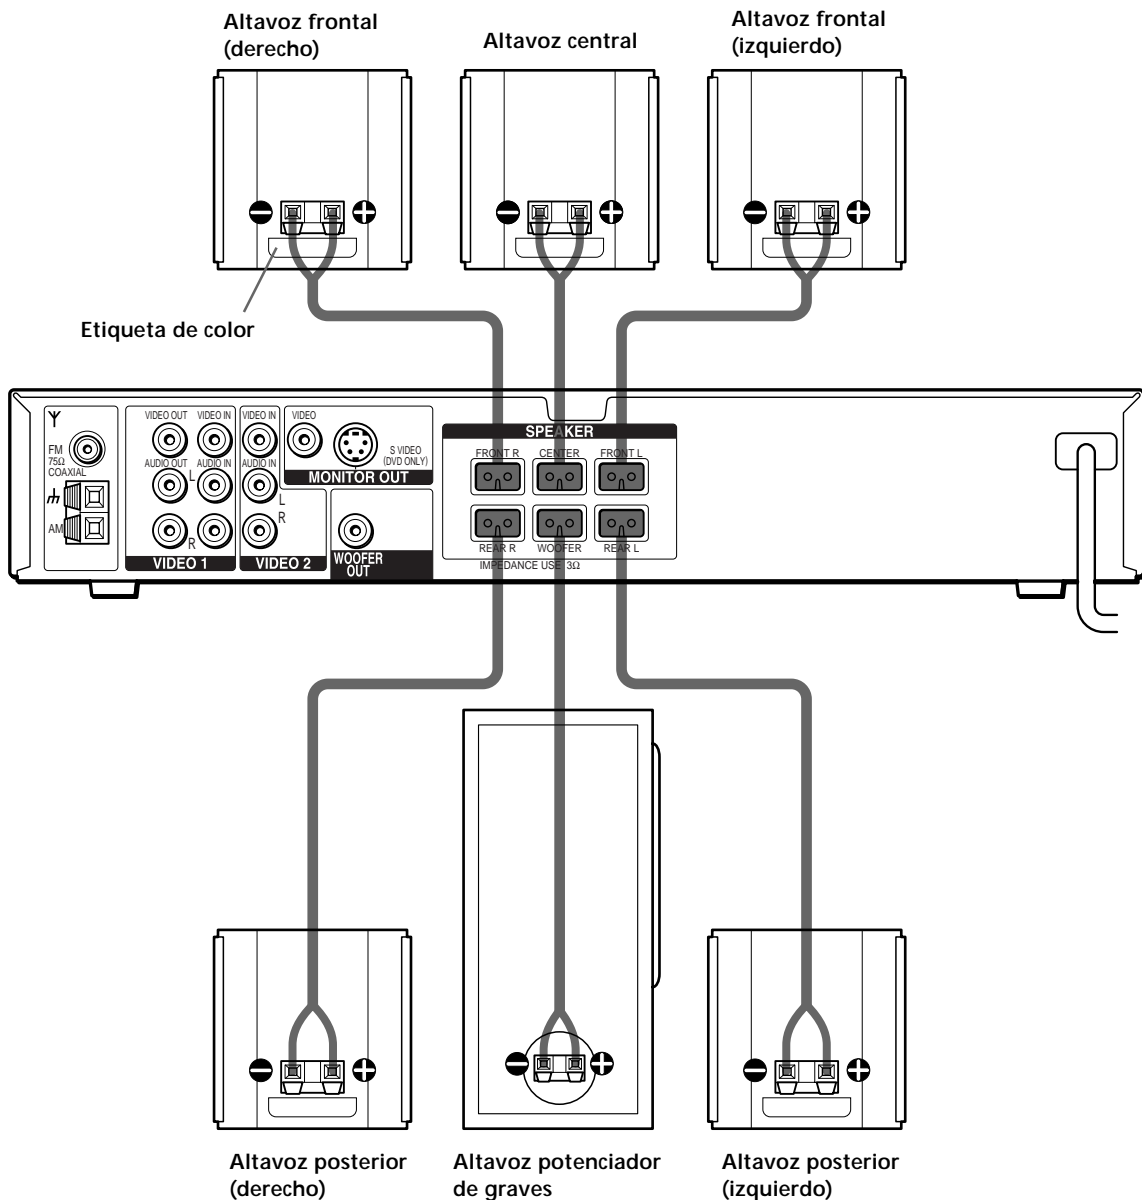 Altavoz frontal
(derecho)
Altavoz central
Altavoz frontal
(izquierdo)
Etiqueta de color
FM
75Ω
COAXIAL
AM
VIDEO OUT
VIDEO IN
AUDIO OUT
AUDIO IN
L
R
VIDEO 1
VIDEO IN
AUDIO IN
L
R
VIDEO 2
VIDEO
S VIDEO
(DVD ONLY)
MONITOR OUT
WOOFER
OUT
SPEAKER
FRONT R
CENTER
FRONT L
REAR R
WOOFER
REAR L
IMPEDANCE USE 3Ω
Altavoz posterior
(derecho)
Altavoz potenciador
de graves
Altavoz posterior
(izquierdo)